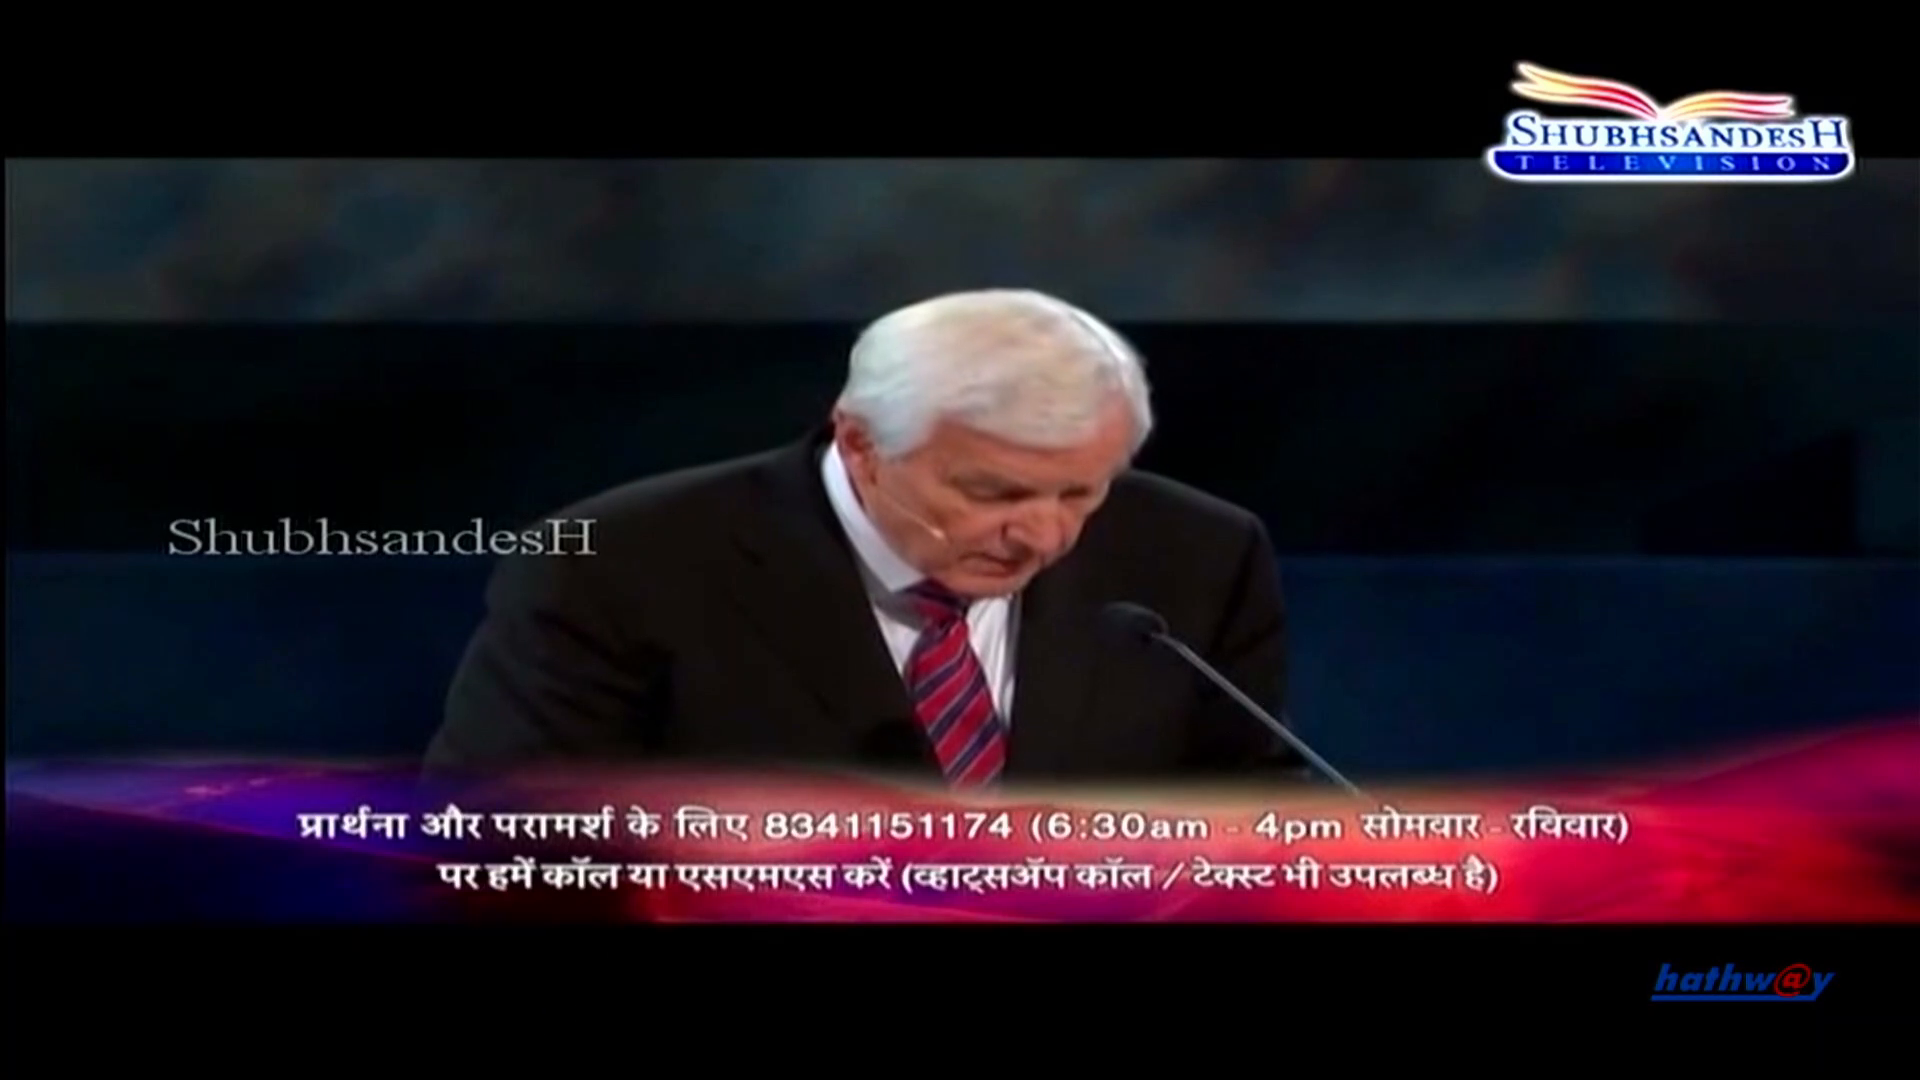 SHUBHSANDESH
TELEVISION
ShubhsandesH
प्रार्थना और परामर्श के लिए 8341151174 (6:30am - 4pm सोमवार - रविवार)
पर हमें कॉल या एसएमएस करें (व्हाट्सॲप कॉल / टेक्स्ट भी उपलब्ध है)
hathw@y